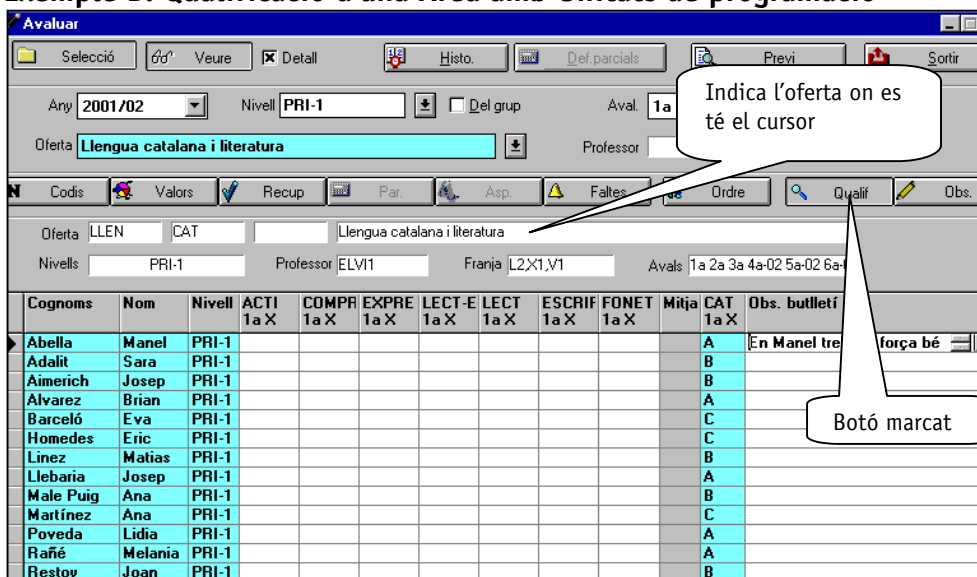 Exemple B: Qualificació d'una Àrea amb Unitats de programació
Avaluar
Selecció Veure Detall Histo. Def.parcials Previ Sortir
Indica l'oferta on es
té el cursor
Any 2001/02 Nivell PRI-1 Del grup Aval. 1a
Oferta Llengua catalana i literatura Professor
N Codis Valors Recup Par. Asp. Faltes Ordre Qualif Obs.
Oferta LLEN CAT Llengua catalana i literatura
Nivells PRI-1 Professor ELVI1 Franja L2,X1,V1 Avals 1a 2a 3a 4a-02 5a-02 6a-
Cognoms Nom Nivell ACTI COMPR EXPRE LECT-E LECT ESCRIF FONET Mitja CAT Obs. butlletí
1a X 1a X 1a X 1a X 1a X 1a X 1a X 1a X
Abella Manel PRI-1 A En Manel tre força bé
Adalit Sara PRI-1 B
Aimerich Josep PRI-1 B
Alvarez Brian PRI-1 A
Barceló Eva PRI-1 C
Homedes Eric PRI-1 C
Linez Matias PRI-1 B
Llebaria Josep PRI-1 A
Male Puig Ana PRI-1 B
Martínez Ana PRI-1 C
Poveda Lidia PRI-1 A
Rañé Melania PRI-1 A
Restoy Joan PRI-1 B
Botó marcat